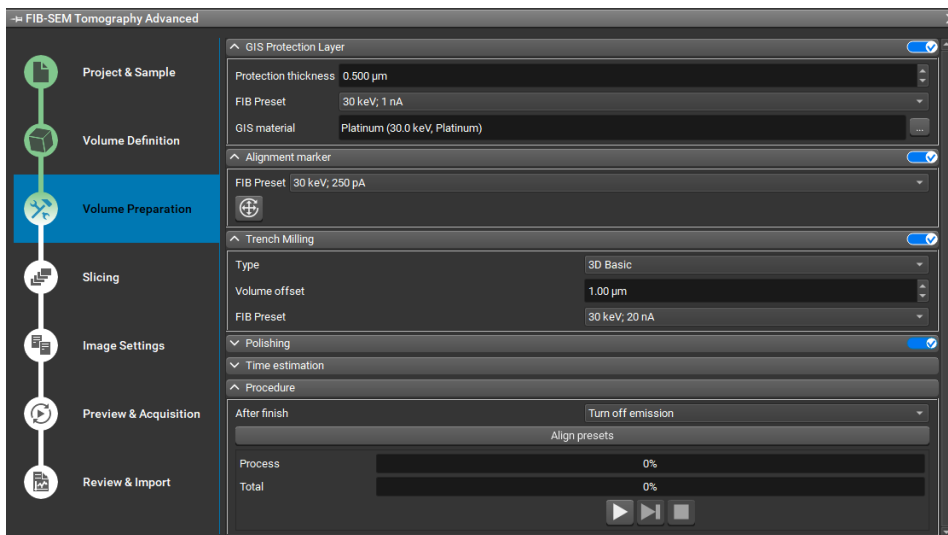 FIB-SEM Tomography Advanced
Project & Sample
Volume Definition
Volume Preparation
Slicing
Image Settings
Preview & Acquisition
Review & Import
GIS Protection Layer
Protection thickness 0.500 µm
FIB Preset 30 keV; 1 nA
GIS material Platinum (30.0 keV, Platinum)
...
Alignment marker
FIB Preset 30 keV; 250 pA
Trench Milling
Type 3D Basic
Volume offset 1.00 µm
FIB Preset 30 keV; 20 nA
Polishing
Time estimation
Procedure
After finish Turn off emission
Align presets
Process 0%
Total 0%